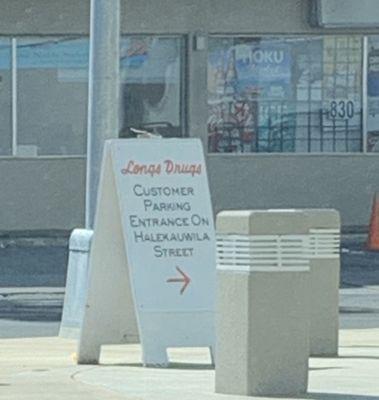 HOKU
830
Longs Drugs
Customer
Parking
Entrance On
Halekauwila
Street